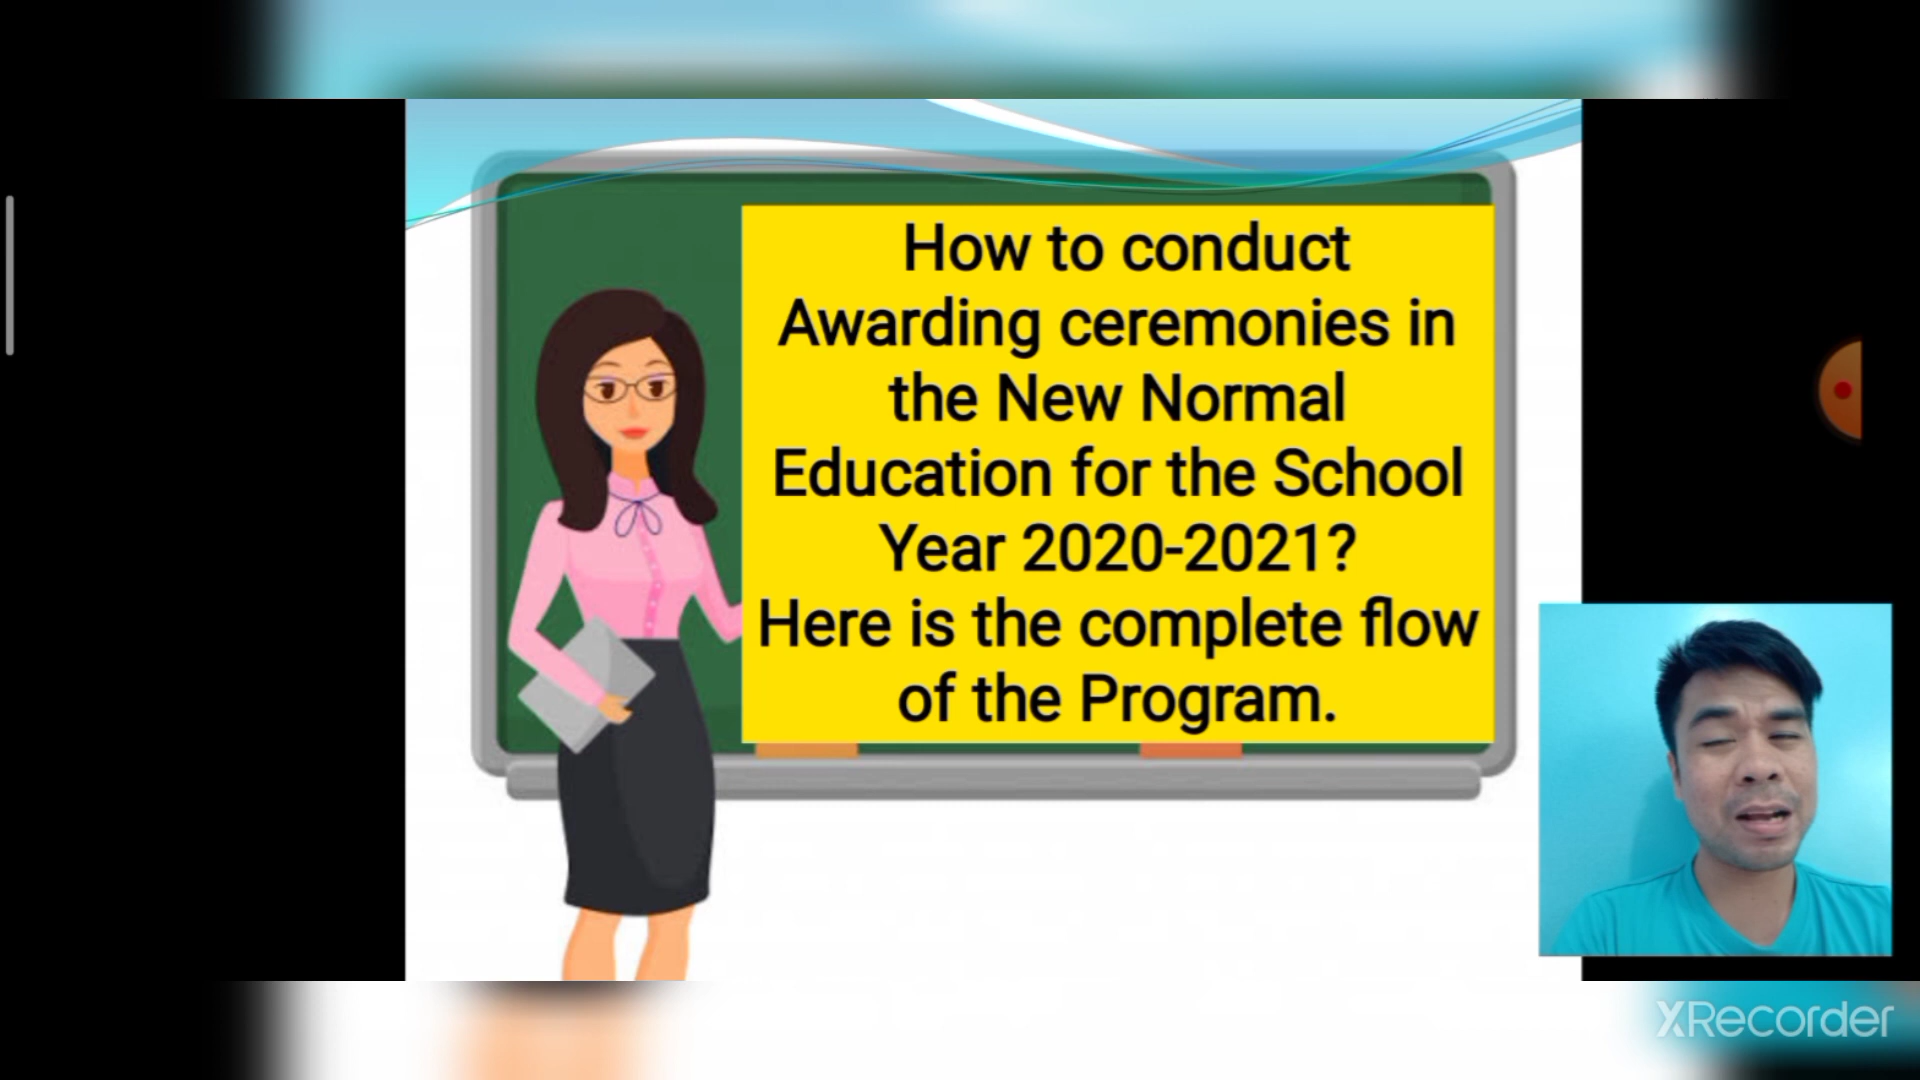 How to conduct
Awarding ceremonies in
the New Normal
Education for the School
Year 2020-2021?
Here is the complete flow
of the Program.
XRecorder